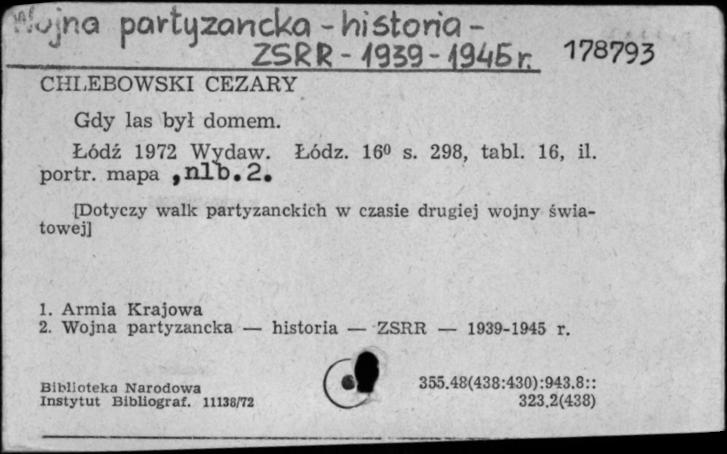 Wojna partyzancka - historia -
ZSRR - 1939 - 1945 r. 178793
CHLEBOWSKI CEZARY
Gdy las był domem.
Łódź 1972 Wydaw. Łódz. 16⁰ s. 298, tabl. 16, il.
portr. mapa , nlb. 2.
[Dotyczy walk partyzanckich w czasie drugiej wojny świa-
towej]
1. Armia Krajowa
2. Wojna partyzancka — historia — ZSRR — 1939-1945 r.
Biblioteka Narodowa 355.48(438:430):943.8::
Instytut Bibliograf. 11138/72 323.2(438)